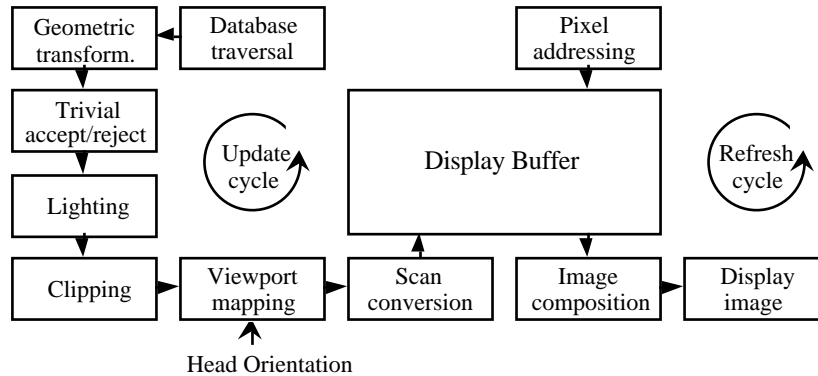 Geometric
transform.
Database
traversal
Pixel
addressing
Trivial
accept/reject
Update
cycle
Display Buffer
Refresh
cycle
Lighting
Clipping
Viewport
mapping
Scan
conversion
Image
composition
Display
image
Head Orientation